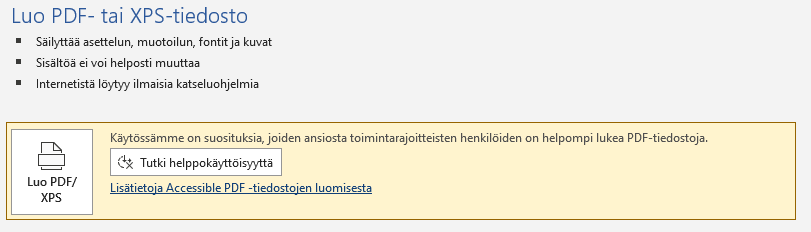 Luo PDF- tai XPS-tiedosto
Säilyttää asettelun, muotoilun, fontit ja kuvat
Sisältöä ei voi helposti muuttaa
Internetistä löytyy ilmaisia katseluohjelmia
Käytössämme on suosituksia, joiden ansiosta toimintarajoitteisten henkilöiden on helpompi lukea PDF-tiedostoja.
Tutki helppokäyttöisyyttä
Lisätietoja Accessible PDF -tiedostojen luomisesta
Luo PDF/
XPS